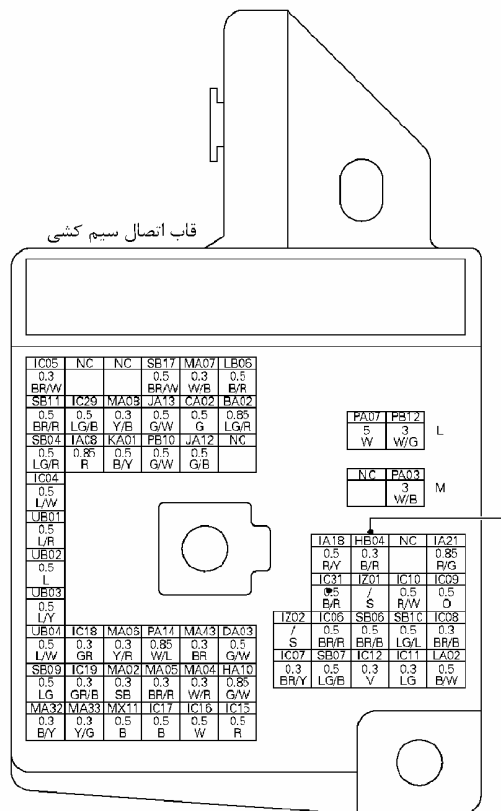 قاب اتصال سیم کشی
IC05 NC NC SB17 MA07 LB06
0.3 0.5 0.3 0.5
BR/W BR/W W/B B/R
SB11 IC29 MA08 JA13 CA02 BA02
0.5 0.5 0.3 0.5 0.5 0.85
BR/R LG/B Y/B G/W G LG/R
SB04 IAC8 KA01 PB10 JA12 NC
0.5 0.85 0.5 0.5 0.5
LG/R R B/Y G/W G/B
IC04
0.5
L/W
UB01
0.5
L/R
UB02
0.5
L
UB03
0.5
L/Y
UB04 IC18 MA06 PA14 MA43 DA03
0.5 0.3 0.3 0.85 0.3 0.5
L/W GR Y/R W/L BR G/W
SB09 IC19 MA02 MA05 MA04 HA10
0.5 0.3 0.3 0.3 0.3 0.85
LG GR/B SB BR/R W/R G/W
MA32 MA33 MX11 IC17 IC16 IC15
0.3 0.3 0.5 0.5 0.5 0.5
B/Y Y/G B B W R
PA07 PB12
5 3 L
W W/G
NC PA03
3 M
W/B
IA18 HB04 NC IA21
0.5 0.3 0.85
R/Y B/R R/G
IC31 IZ01 IC10 IC09
/ 0.5 0.5
B/R S R/W O
IZ02 IC06 SB06 SB10 IC08
/ 0.5 0.5 0.5 0.3
S BR/R BR/B LG/L BR/B
IC07 SB07 IC12 IC11 LA02
0.3 0.5 0.3 0.3 0.5
BR/Y LG/B V LG B/W